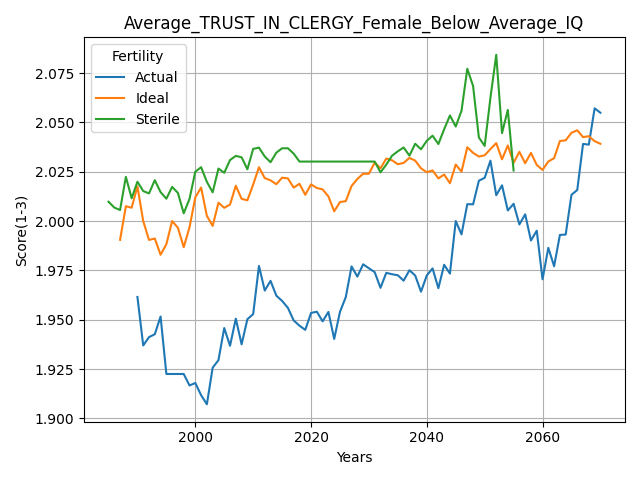 Average_TRUST_IN_CLERGY_Female_Below_Average_IQ
Fertility
Actual
Ideal
Sterile
Score(1-3)
2.075
2.050
2.025
2.000
1.975
1.950
1.925
1.900
2000 2020 2040 2060
Years